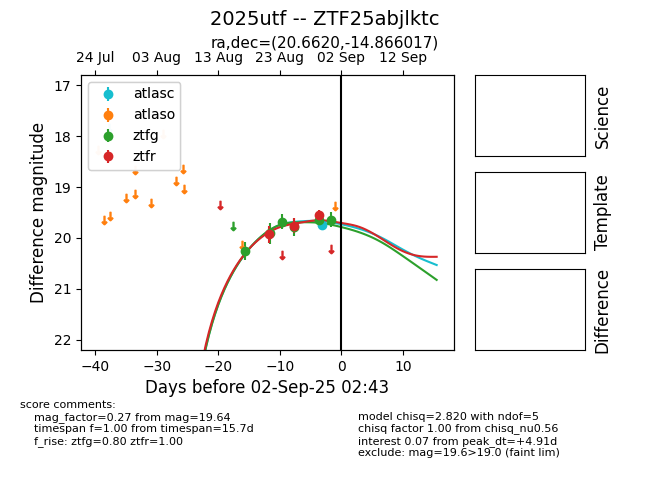 2025utf -- ZTF25abjlktc
ra,dec=(20.6620,-14.866017)
24 Jul 03 Aug 13 Aug 23 Aug 02 Sep 12 Sep
atlasc
atlaso
ztfg
ztfr
17
18
19
20
21
22
Difference magnitude
−40 −30 −20 −10 0 10
Days before 02-Sep-25 02:43
Science
Template
Difference
score comments:
mag_factor=0.27 from mag=19.64
timespan f=1.00 from timespan=15.7d
f_rise: ztfg=0.80 ztfr=1.00
model chisq=2.820 with ndof=5
chisq factor 1.00 from chisq_nu0.56
interest 0.07 from peak_dt=+4.91d
exclude: mag=19.6>19.0 (faint lim)